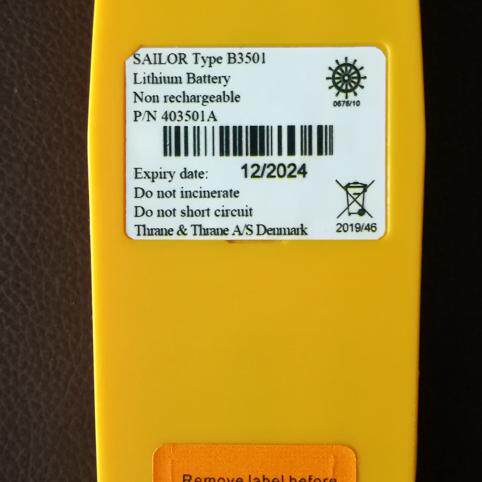 SAILOR Type B3501
Lithium Battery
Non rechargeable
0676/10
P/N 403501A
Expiry date: 12/2024
Do not incinerate
Do not short circuit
Thrane & Thrane A/S Denmark
2019/46
Remove label before